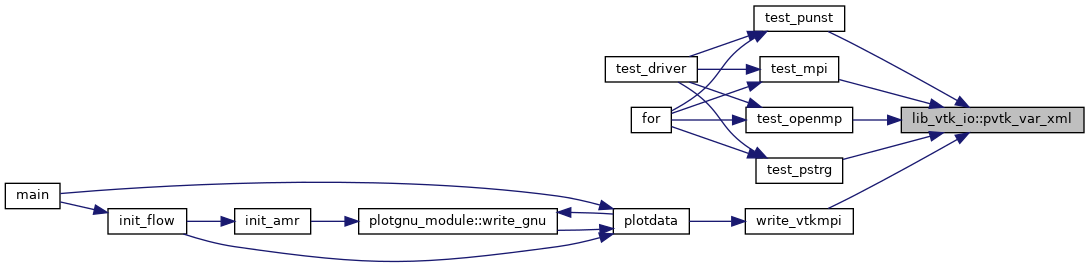 test_punst
test_driver
test_mpi
for
test_openmp
lib_vtk_io::pvtk_var_xml
test_pstrg
main
init_flow
init_amr
plotgnu_module::write_gnu
plotdata
write_vtkmpi